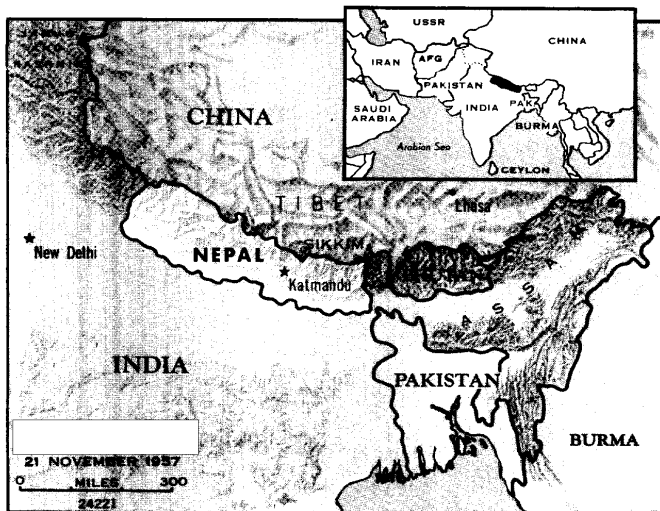 USSR
CHINA
IRAN
AFG
PAKISTAN
SAUDI
ARABIA
INDIA
PAK
BURMA
Arabian Sea
CEYLON
CHINA
TIBET
Lhasa
SIKKIM
NEPAL
New Delhi
Katmandu
ASSAM
INDIA
PAKISTAN
BURMA
21 NOVEMBER 1957
0 MILES 300
24221